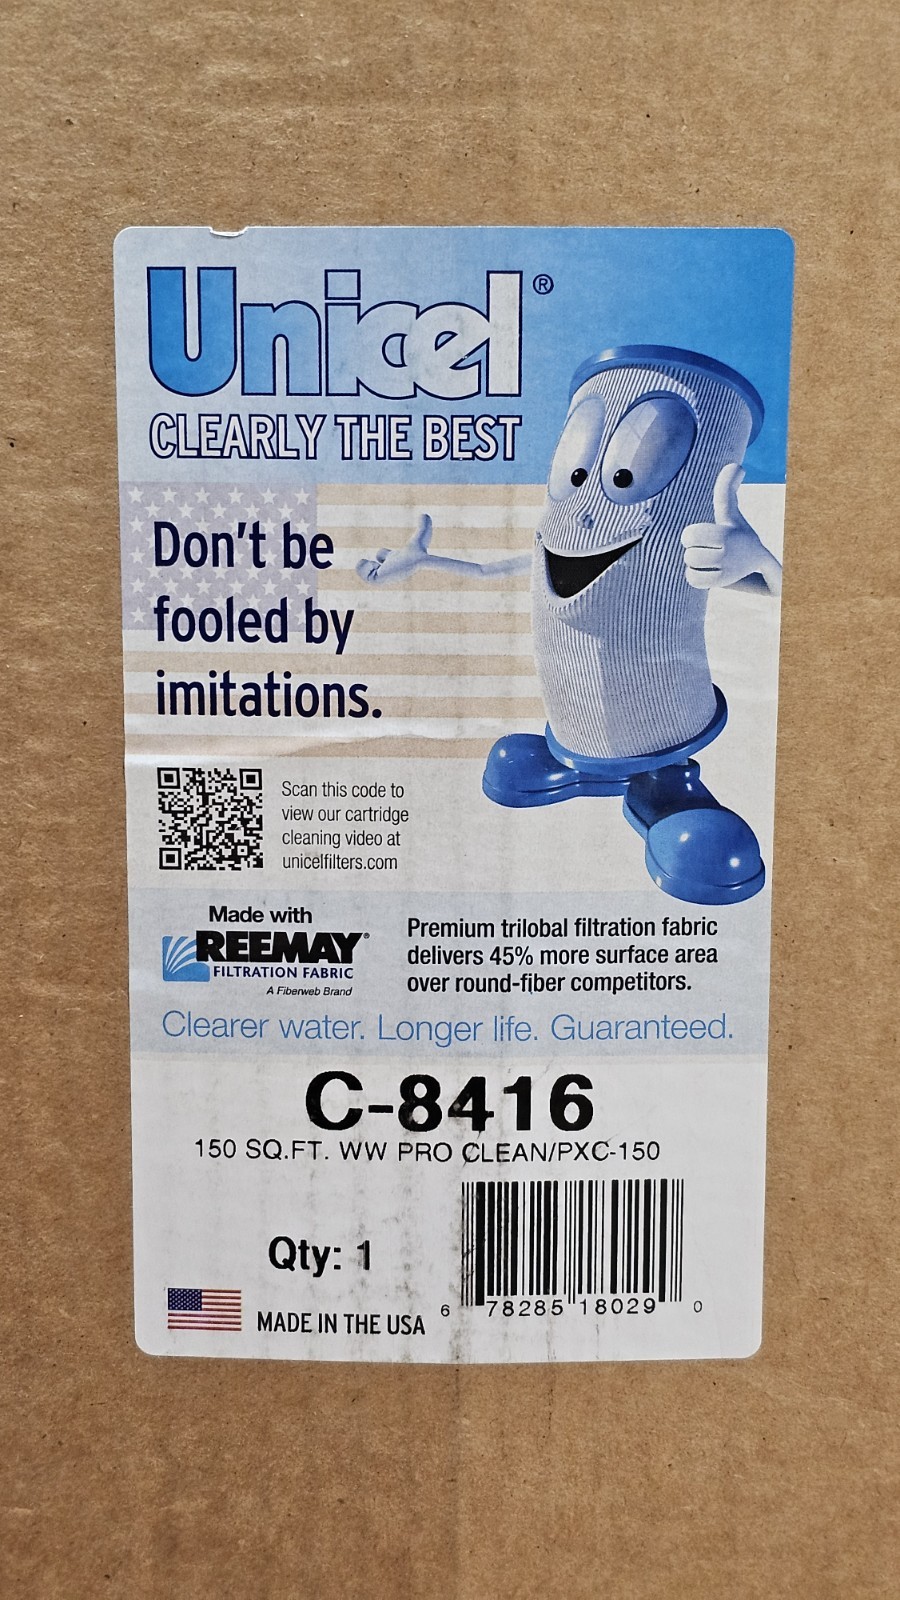 Unicel®
CLEARLY THE BEST
Don't be
fooled by
imitations.
Scan this code to
view our cartridge
cleaning video at
unicelfilters.com
Made with
REEMAY®
FILTRATION FABRIC
A Fiberweb Brand
Premium trilobal filtration fabric
delivers 45% more surface area
over round-fiber competitors.
Clearer water. Longer life. Guaranteed.
C-8416
150 SQ.FT. WW PRO CLEAN/PXC-150
Qty: 1
MADE IN THE USA
6 78285 18029 0